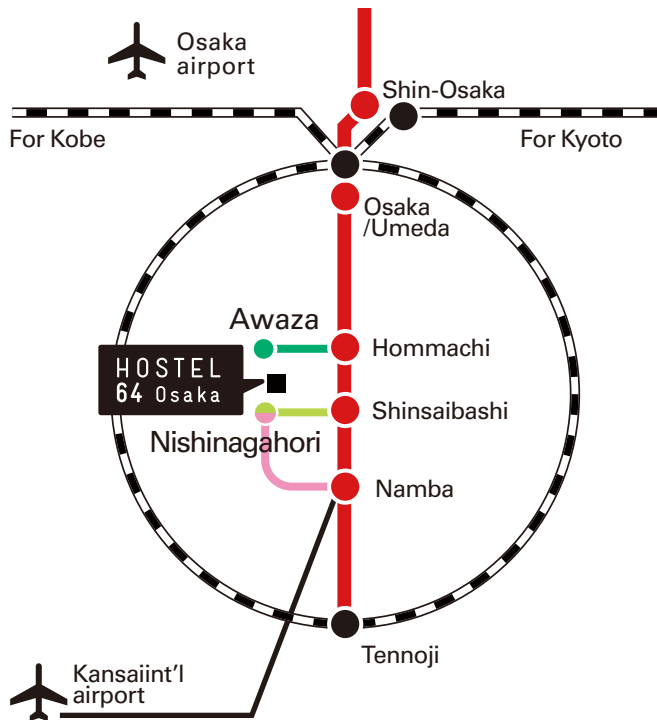 Osaka
airport
Shin-Osaka
For Kobe
For Kyoto
Osaka
/Umeda
Awaza
Hommachi
HOSTEL
64 Osaka
Shinsaibashi
Nishinagahori
Namba
Tennoji
Kansaiint'l
airport